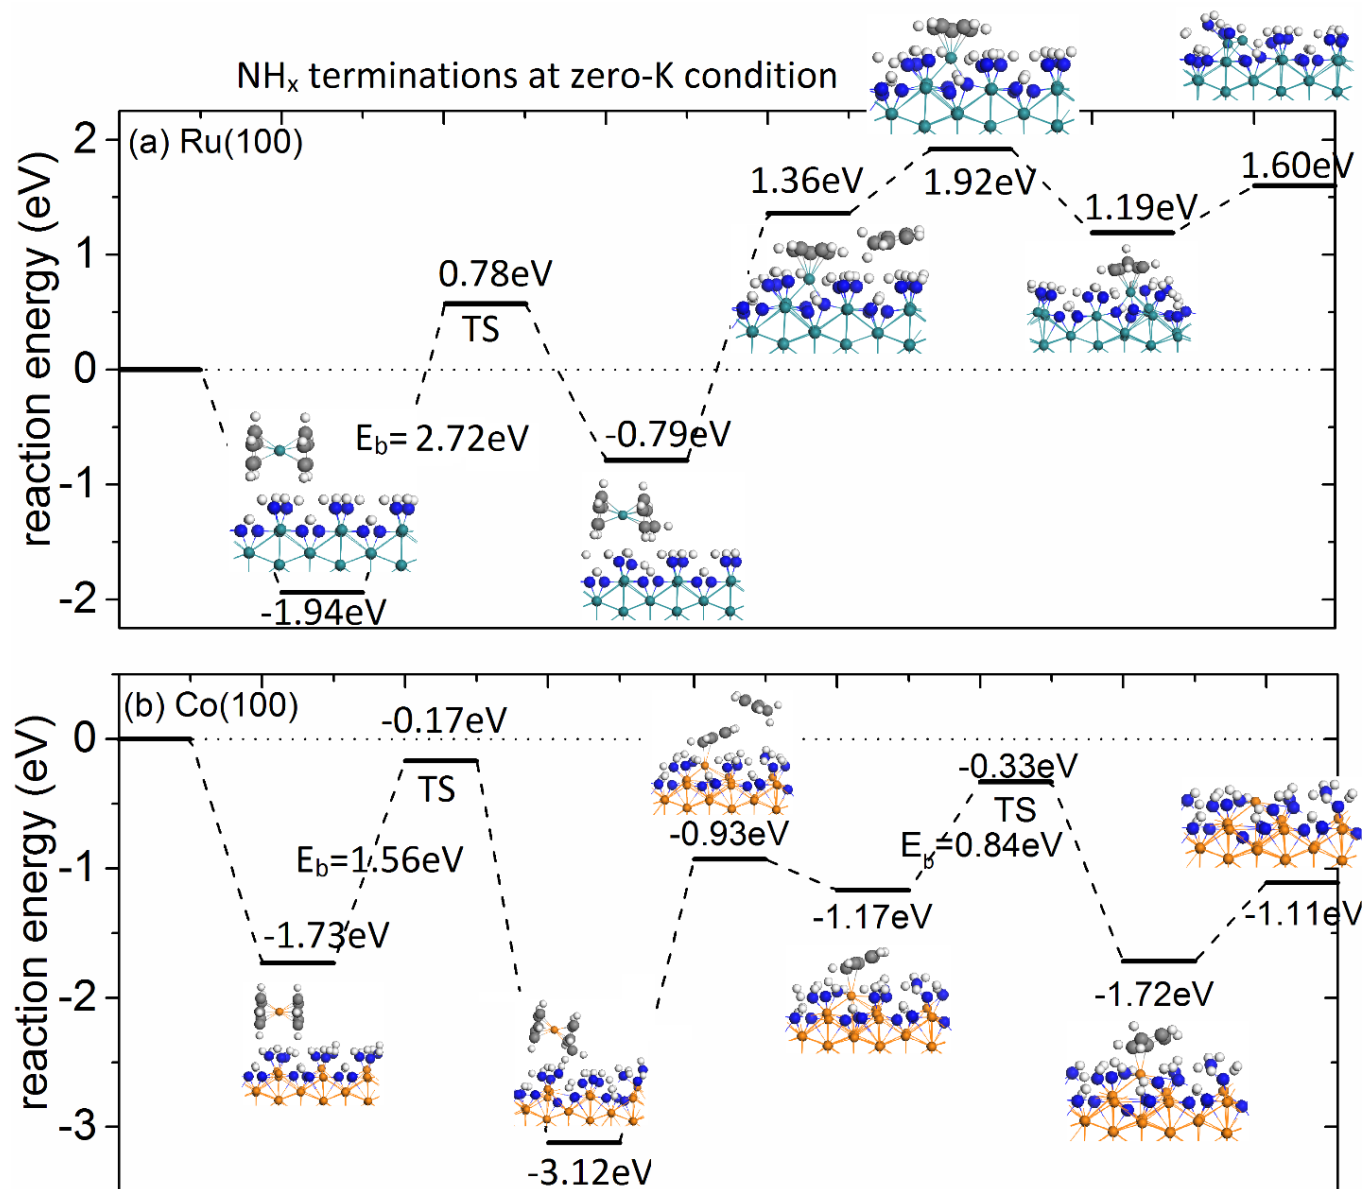 NHx terminations at zero-K condition
(a) Ru(100)
reaction energy (eV)
2
1
0
-1
-2
-1.94eV
Eb= 2.72eV
0.78eV
TS
-0.79eV
1.36eV
1.92eV
1.19eV
1.60eV
(b) Co(100)
reaction energy (eV)
0
-1
-2
-3
-1.73eV
Eb=1.56eV
-0.17eV
TS
-3.12eV
-0.93eV
-1.17eV
Eb=0.84eV
-0.33eV
TS
-1.72eV
-1.11eV